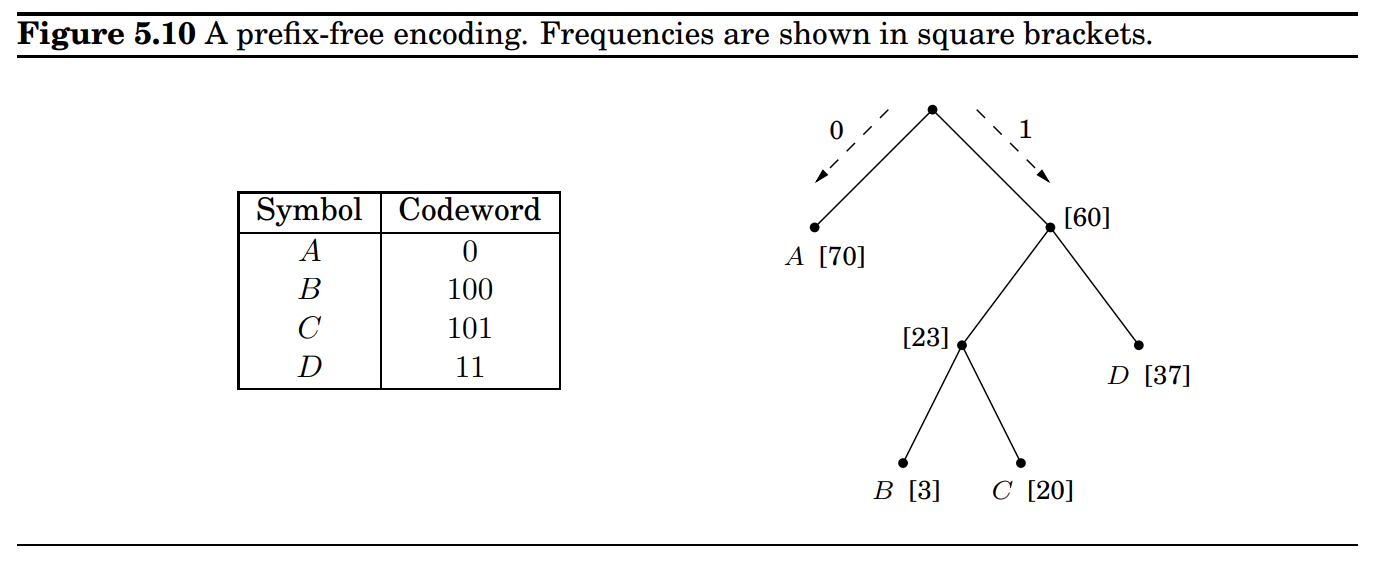 Figure 5.10 A prefix-free encoding. Frequencies are shown in square brackets.
Symbol Codeword
A 0
B 100
C 101
D 11
0 1
[60]
A [70]
[23]
D [37]
B [3] C [20]